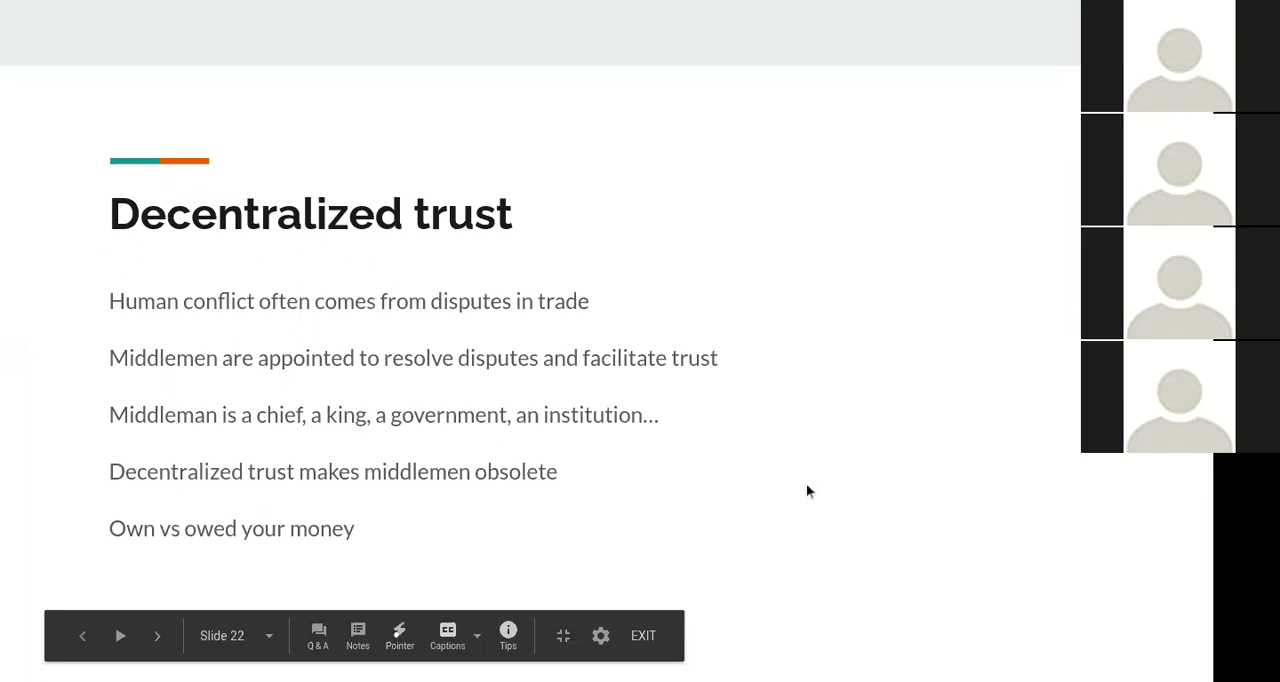 Decentralized trust
Human conflict often comes from disputes in trade
Middlemen are appointed to resolve disputes and facilitate trust
Middleman is a chief, a king, a government, an institution...
Decentralized trust makes middlemen obsolete
Own vs owed your money
Slide 22
Q & A
Notes
Pointer
CC
Captions
Tips
EXIT